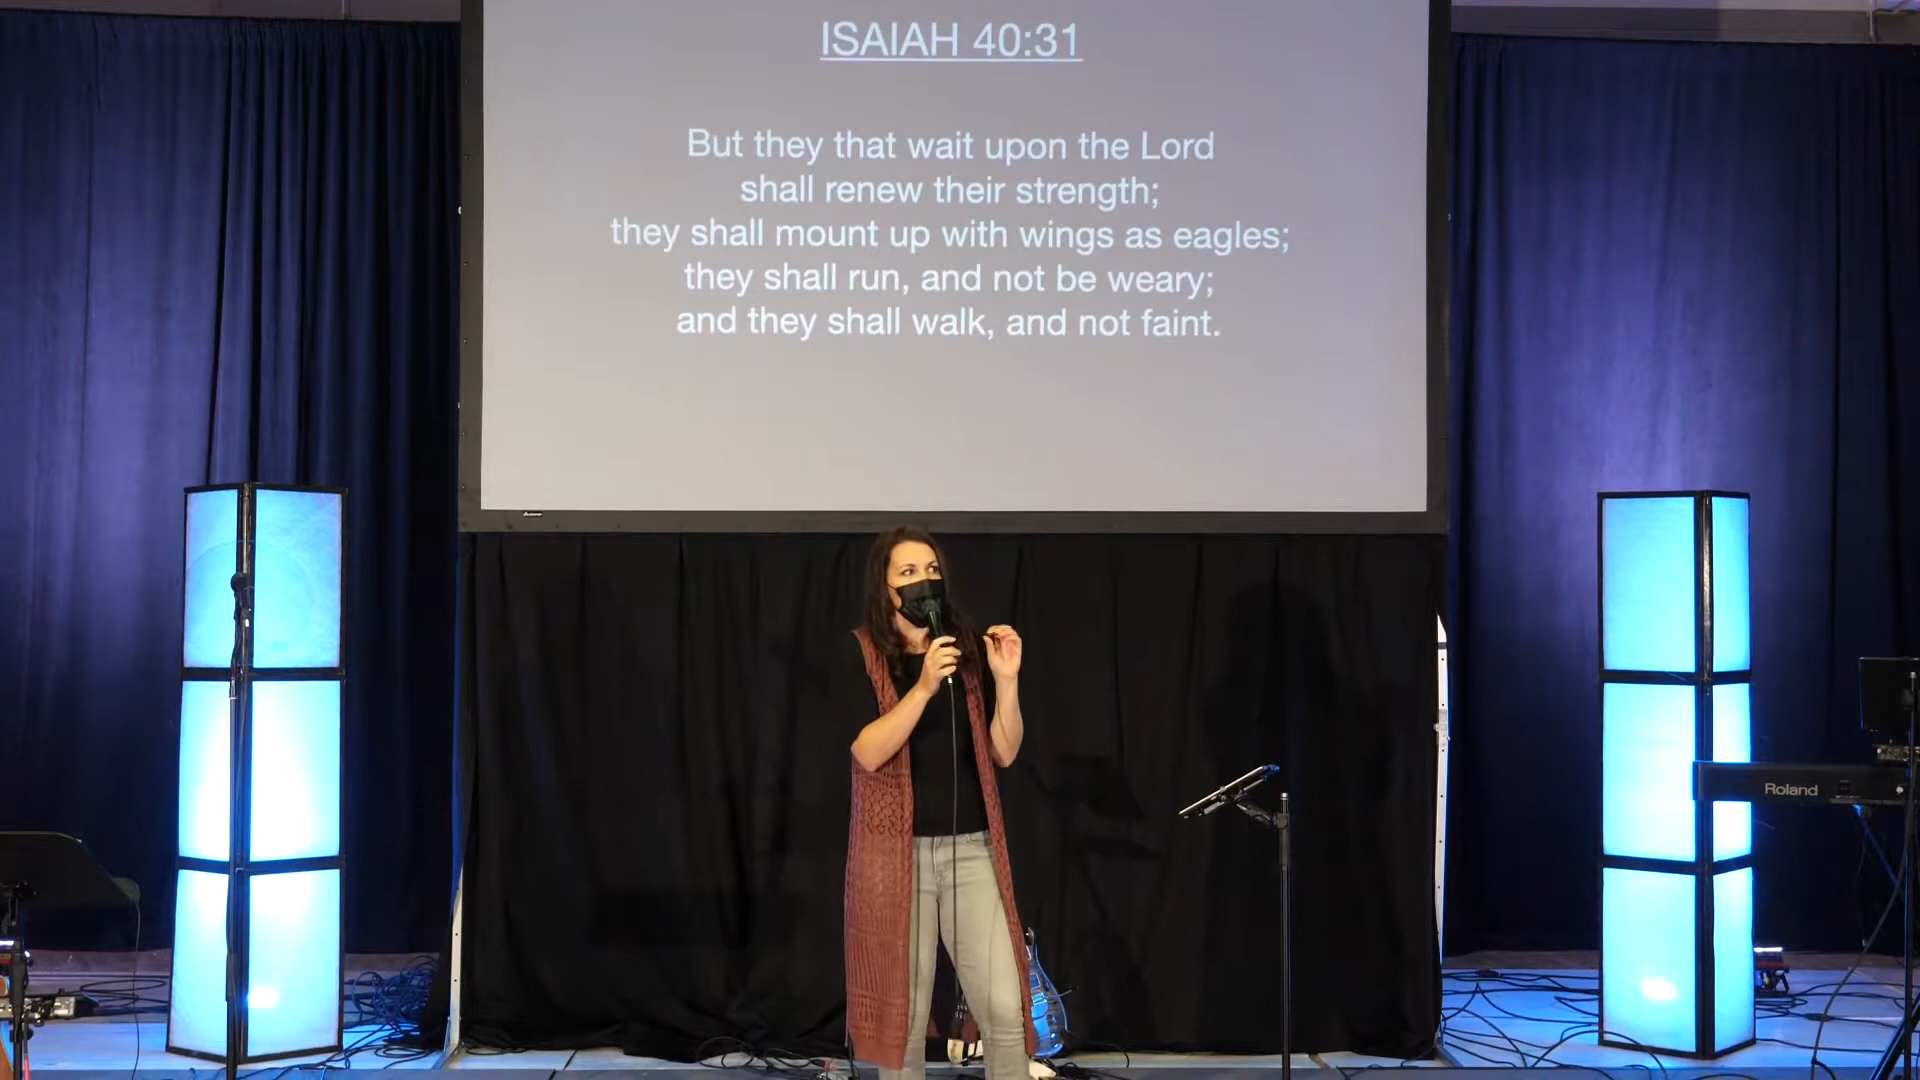 ISAIAH 40:31
But they that wait upon the Lord
shall renew their strength;
they shall mount up with wings as eagles;
they shall run, and not be weary;
and they shall walk, and not faint.
Roland